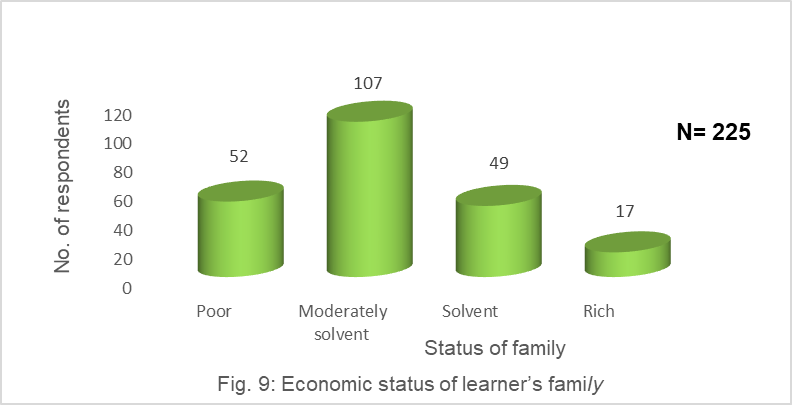 107
No. of respondents
120
100
80
60
40
20
0
52
49
17
N= 225
Poor
Moderately
solvent
Solvent
Rich
Status of family
Fig. 9: Economic status of learner’s family